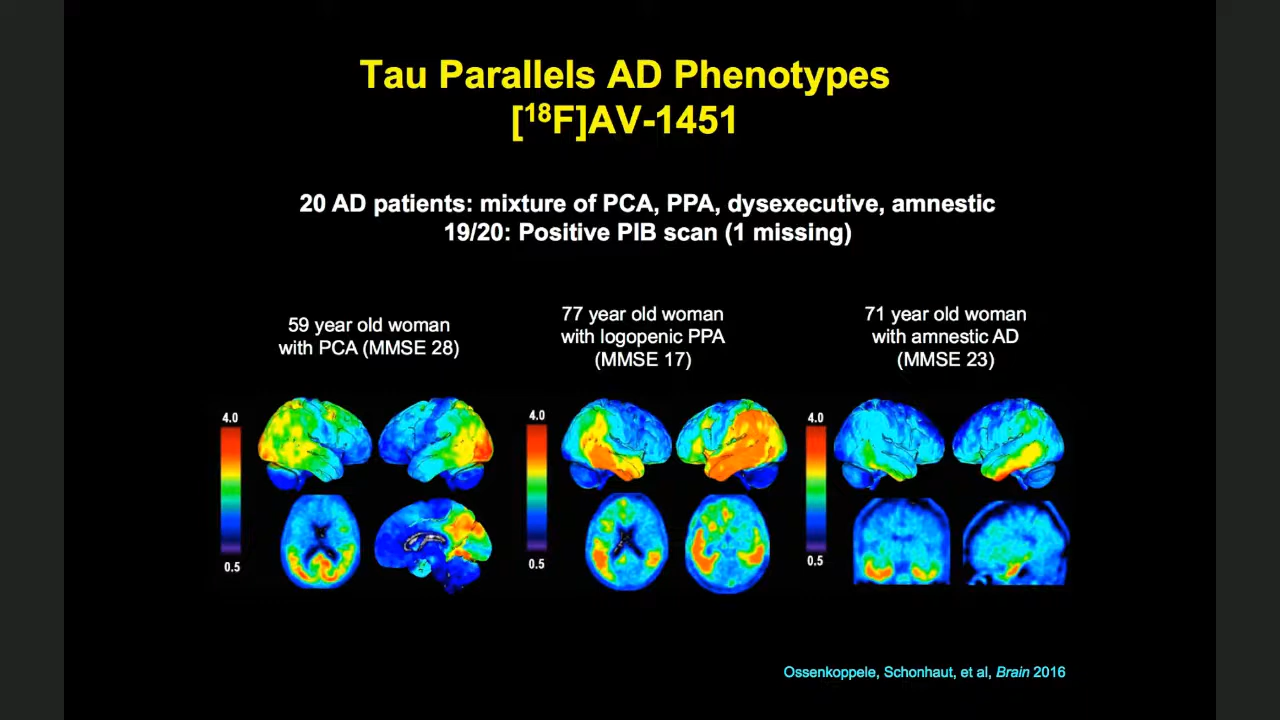 Tau Parallels AD Phenotypes
[18F]AV-1451
20 AD patients: mixture of PCA, PPA, dysexecutive, amnestic
19/20: Positive PIB scan (1 missing)
59 year old woman
with PCA (MMSE 28)
77 year old woman
with logopenic PPA
(MMSE 17)
71 year old woman
with amnestic AD
(MMSE 23)
4.0
0.5
4.0
0.5
4.0
0.5
Ossenkoppele, Schonhaut, et al, Brain 2016